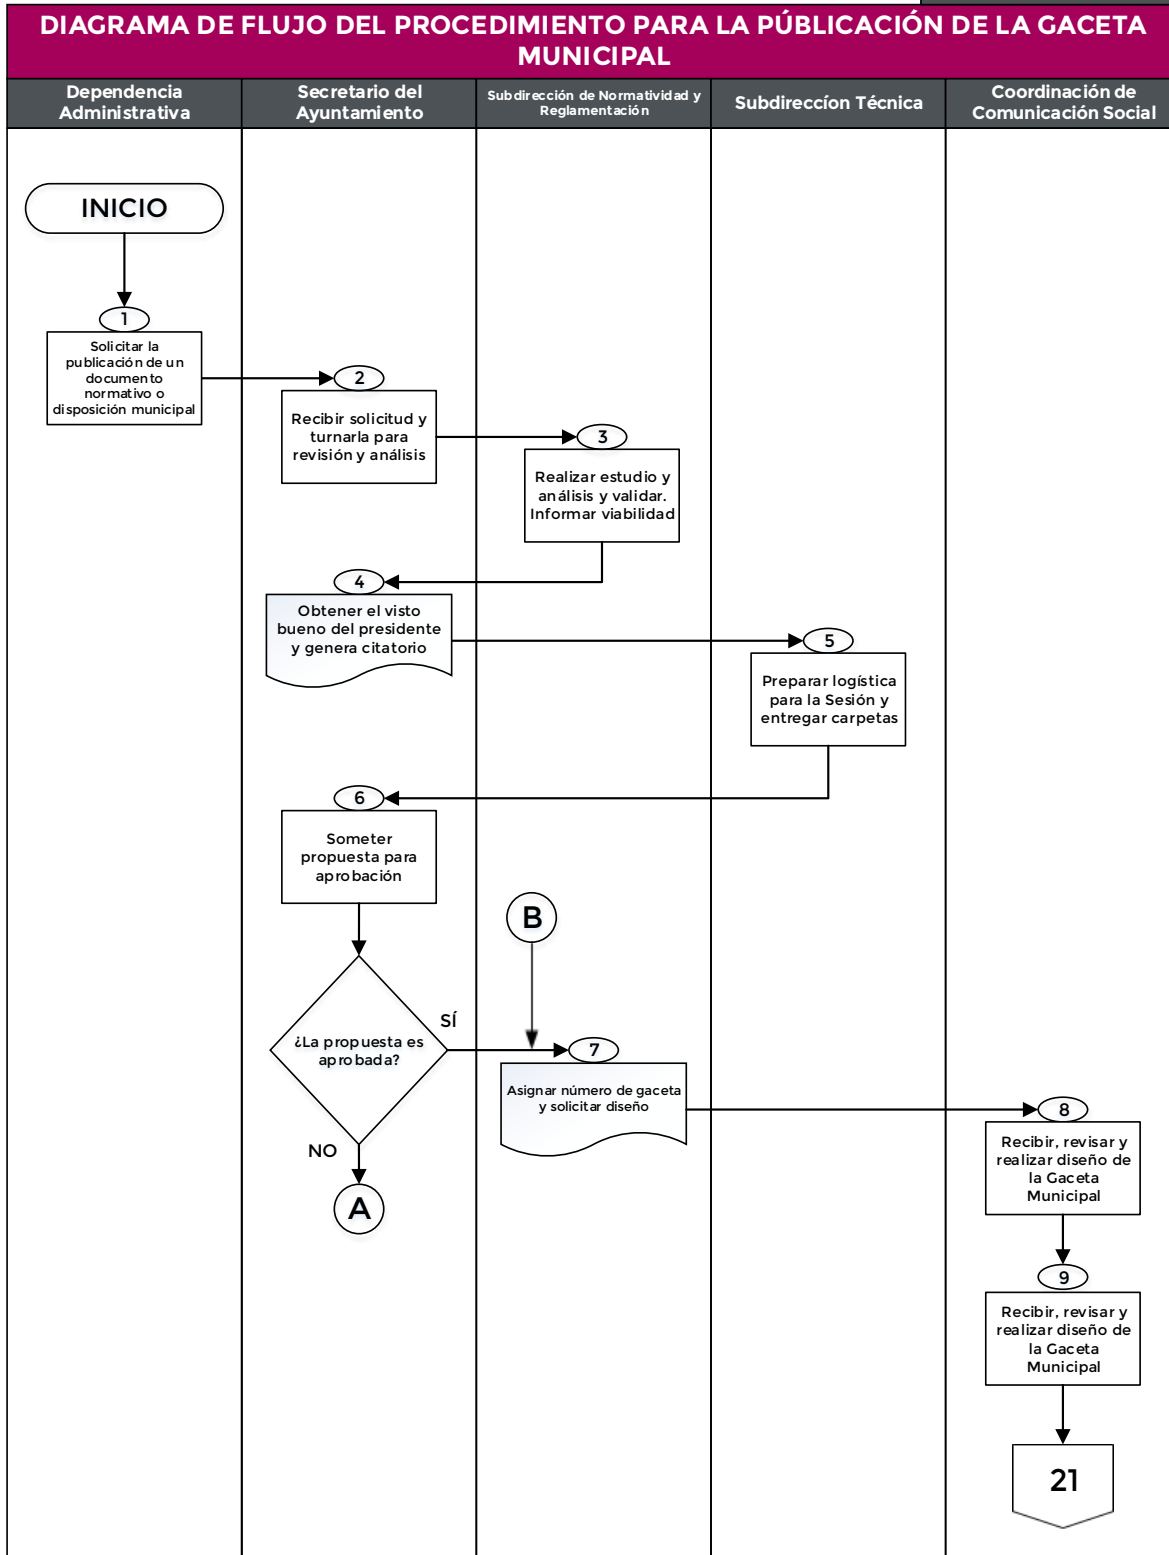 DIAGRAMA DE FLUJO DEL PROCEDIMIENTO PARA LA PÚBLICACIÓN DE LA GACETA
MUNICIPAL
Dependencia
Administrativa
Secretario del
Ayuntamiento
Subdirección de Normatividad y
Reglamentación
Subdireccíon Técnica
Coordinación de
Comunicación Social
INICIO
1
Solicitar la
publicación de un
documento
normativo o
disposición municipal
2
Recibir solicitud y
turnarla para
revisión y análisis
3
Realizar estudio y
análisis y validar.
Informar viabilidad
4
Obtener el visto
bueno del presidente
y genera citatorio
5
Preparar logística
para la Sesión y
entregar carpetas
6
Someter
propuesta para
aprobación
B
¿La propuesta es
aprobada?
SÍ
NO
A
7
Asignar número de gaceta
y solicitar diseño
8
Recibir, revisar y
realizar diseño de
la Gaceta
Municipal
9
Recibir, revisar y
realizar diseño de
la Gaceta
Municipal
21